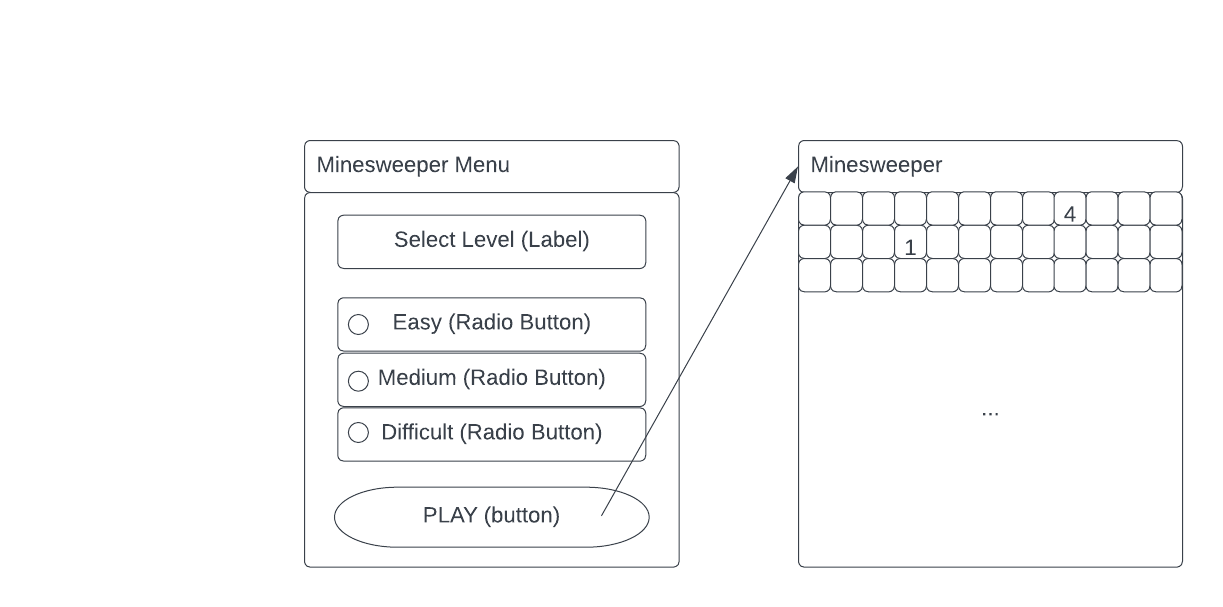 Minesweeper Menu
Select Level (Label)
Easy (Radio Button)
Medium (Radio Button)
Difficult (Radio Button)
PLAY (button)
Minesweeper
4
1
...